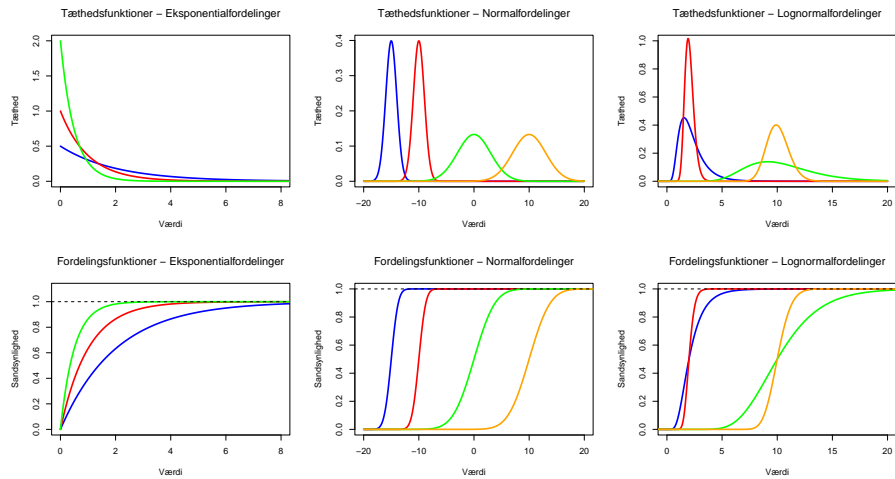 Tæthedsfunktioner – Eksponentialfordelinger
Tæthed
0.0 0.5 1.0 1.5 2.0
0 2 4 6 8
Værdi
Tæthedsfunktioner – Normalfordelinger
Tæthed
0.0 0.1 0.2 0.3 0.4
−20 −10 0 10 20
Værdi
Tæthedsfunktioner – Lognormalfordelinger
Tæthed
0.0 0.2 0.4 0.6 0.8 1.0
0 5 10 15 20
Værdi
Fordelingsfunktioner – Eksponentialfordelinger
Sandsynlighed
0.0 0.2 0.4 0.6 0.8 1.0
0 2 4 6 8
Værdi
Fordelingsfunktioner – Normalfordelinger
Sandsynlighed
0.0 0.2 0.4 0.6 0.8 1.0
−20 −10 0 10 20
Værdi
Fordelingsfunktioner – Lognormalfordelinger
Sandsynlighed
0.0 0.2 0.4 0.6 0.8 1.0
0 5 10 15 20
Værdi